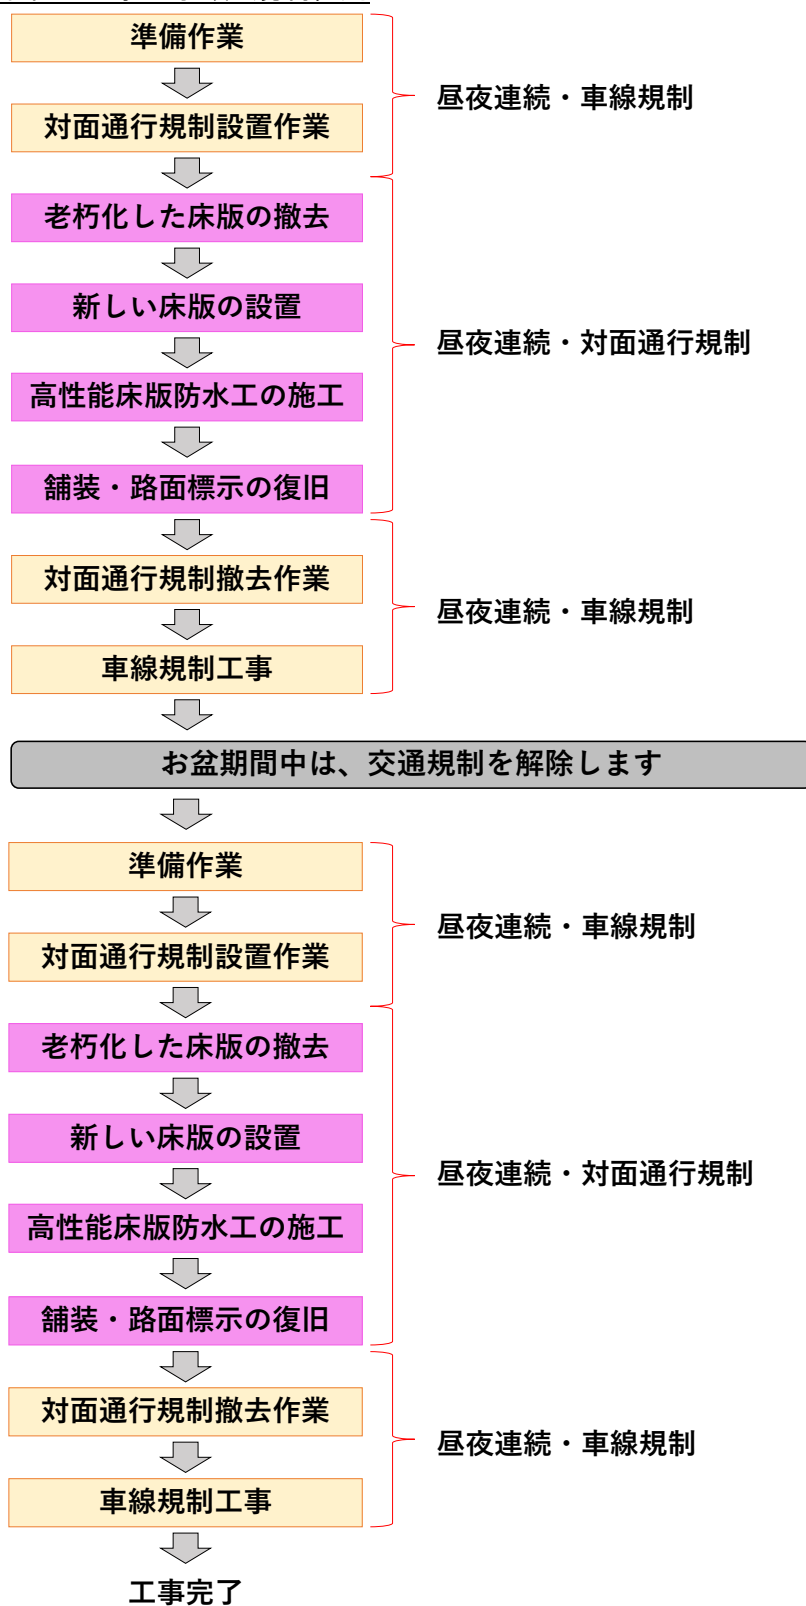 準備作業
対面通行規制設置作業
昼夜連続・車線規制
老朽化した床版の撤去
新しい床版の設置
高性能床版防水工の施工
舗装・路面標示の復旧
昼夜連続・対面通行規制
対面通行規制撤去作業
車線規制工事
昼夜連続・車線規制
お盆期間中は、交通規制を解除します
準備作業
対面通行規制設置作業
昼夜連続・車線規制
老朽化した床版の撤去
新しい床版の設置
高性能床版防水工の施工
舗装・路面標示の復旧
昼夜連続・対面通行規制
対面通行規制撤去作業
車線規制工事
昼夜連続・車線規制
工事完了